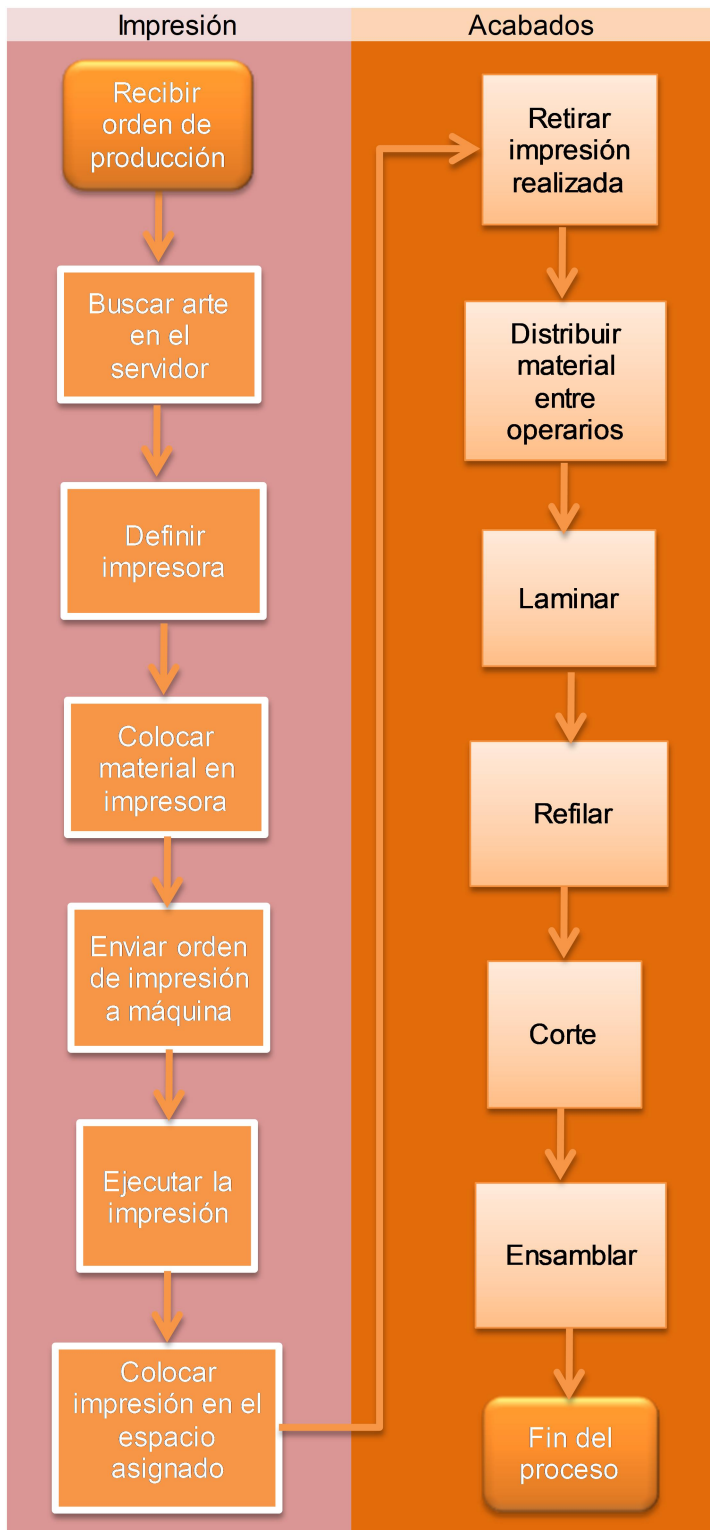 Impresión
Recibir
orden de
producción
Buscar arte
en el
servidor
Definir
impresora
Colocar
material en
impresora
Enviar orden
de impresión
a máquina
Ejecutar la
impresión
Colocar
impresión en el
espacio
asignado
Acabados
Retirar
impresión
realizada
Distribuir
material
entre
operarios
Laminar
Refilar
Corte
Ensamblar
Fin del
proceso